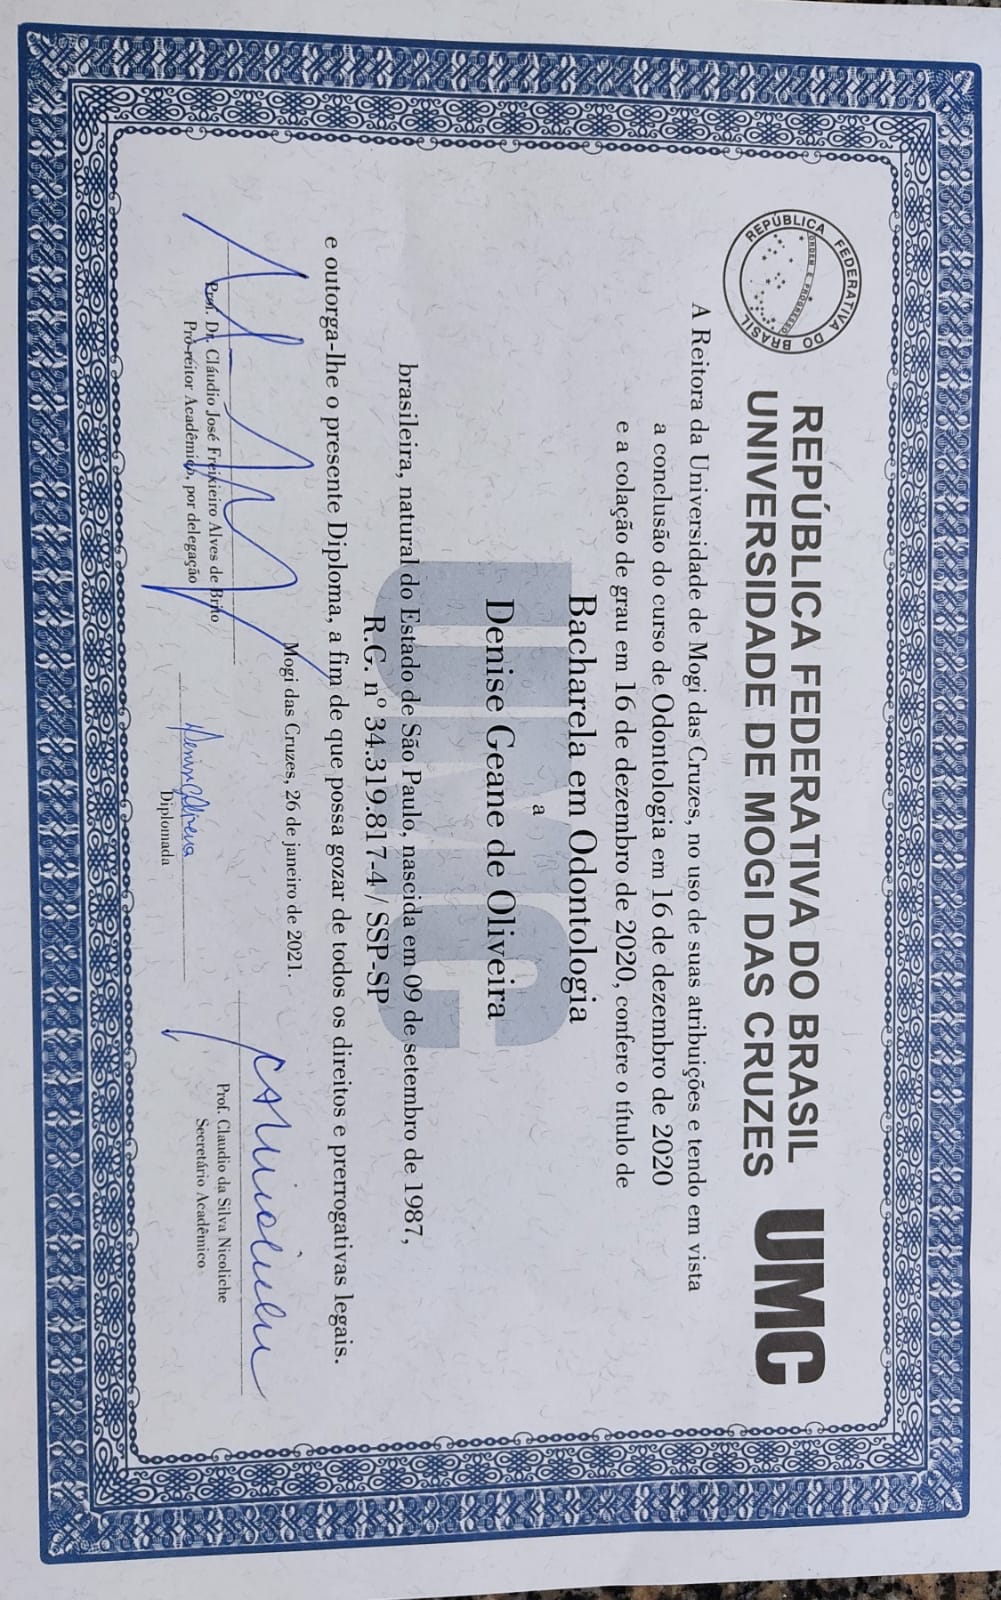 REPÚBLICA FEDERATIVA DO BRASIL
ORDEM E PROGRESSO
REPÚBLICA FEDERATIVA DO BRASIL
UNIVERSIDADE DE MOGI DAS CRUZES
UMC
A Reitora da Universidade de Mogi das Cruzes, no uso de suas atribuições e tendo em vista
a conclusão do curso de Odontologia em 16 de dezembro de 2020
e a colação de grau em 16 de dezembro de 2020, confere o título de
Bacharela em Odontologia
a
Denise Geane de Oliveira
UMC
brasileira, natural do Estado de São Paulo, nascida em 09 de setembro de 1987,
R.G. nº 34.319.817-4 / SSP-SP
e outorga-lhe o presente Diploma, a fim de que possa gozar de todos os direitos e prerrogativas legais.
Mogi das Cruzes, 26 de janeiro de 2021.
Prof. Dr. Cláudio José Alves de Brito
Pró-reitor Acadêmico, por delegação
Diplomada
Prof. Claudio da Silva Nicoliche
Secretário Acadêmico